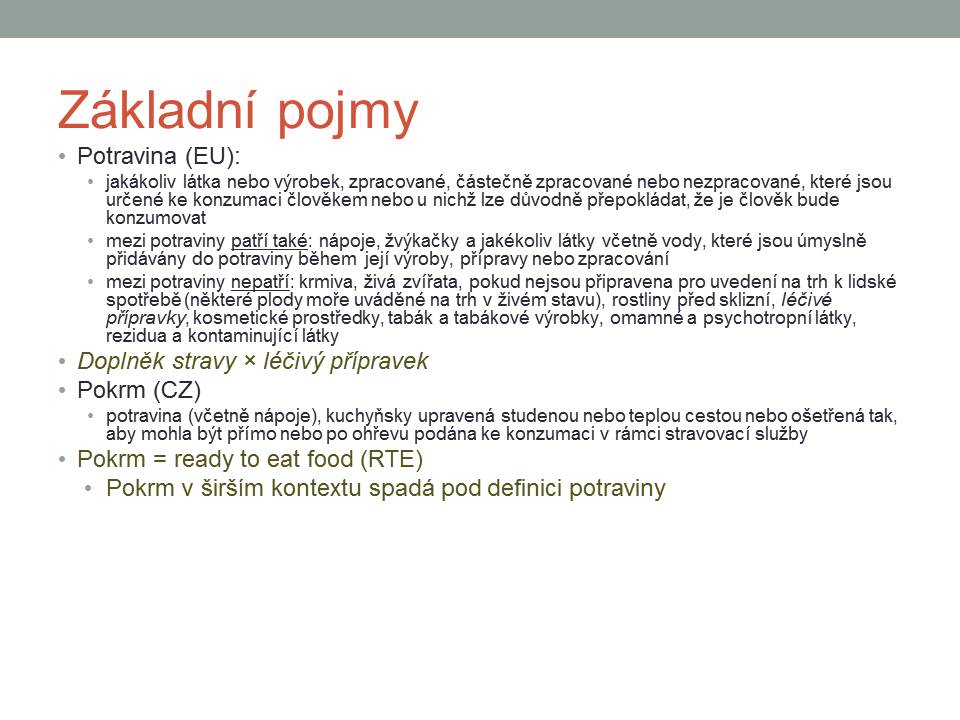 Základní pojmy
• Potravina (EU):
• jakákoliv látka nebo výrobek, zpracované, částečně zpracované nebo nezpracované, které jsou
určené ke konzumaci člověkem nebo u nichž lze důvodně přepokládat, že je člověk bude
konzumovat
• mezi potraviny patří také: nápoje, žvýkačky a jakékoliv látky včetně vody, které jsou úmyslně
přidávány do potraviny během její výroby, přípravy nebo zpracování
• mezi potraviny nepatří: krmiva, živá zvířata, pokud nejsou připravena pro uvedení na trh k lidské
spotřebě (některé plody moře uváděné na trh v živém stavu), rostliny před sklizní, léčivé
přípravky, kosmetické prostředky, tabák a tabákové výrobky, omamné a psychotropní látky,
rezidua a kontaminující látky
• Doplněk stravy × léčivý přípravek
• Pokrm (CZ)
• potravina (včetně nápoje), kuchyňsky upravená studenou nebo teplou cestou nebo ošetřená tak,
aby mohla být přímo nebo po ohřevu podána ke konzumaci v rámci stravovací služby
• Pokrm = ready to eat food (RTE)
• Pokrm v širším kontextu spadá pod definici potraviny